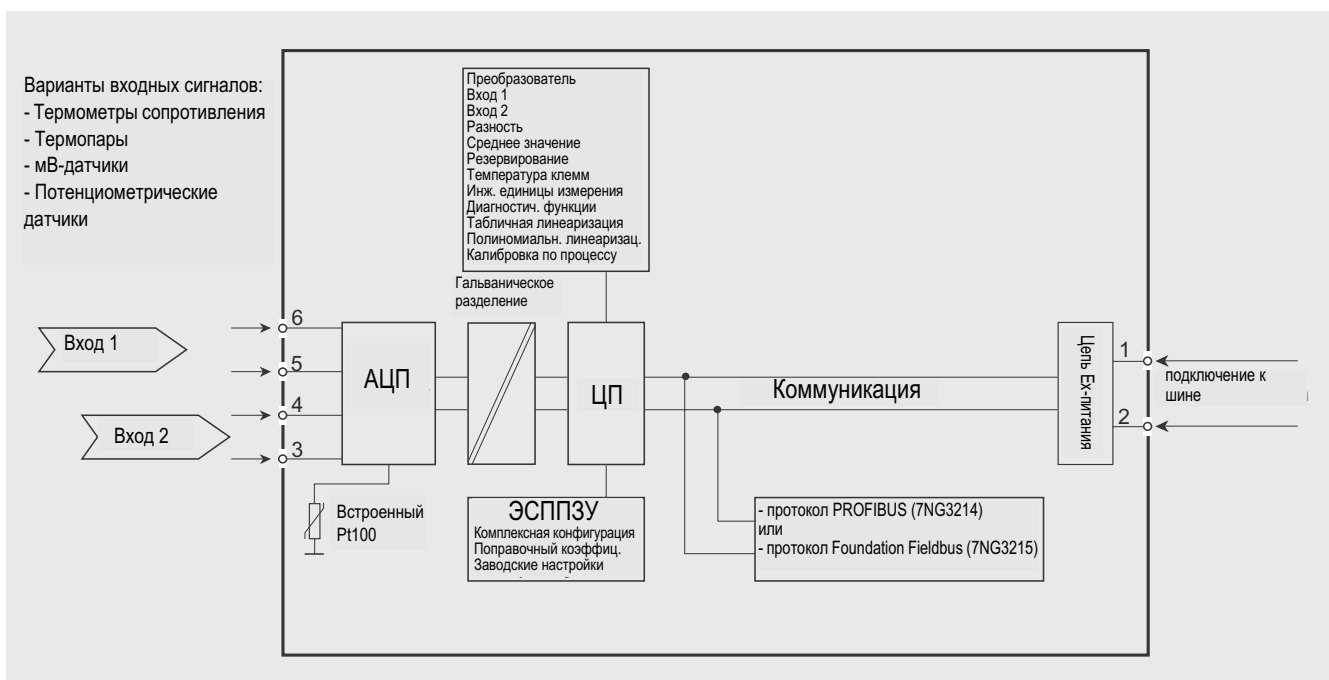 Варианты входных сигналов:
- Термометры сопротивления
- Термопары
- мВ-датчики
- Потенциометрические
датчики
Преобразователь
Вход 1
Вход 2
Разность
Среднее значение
Резервирование
Температура клемм
Инж. единицы измерения
Диагностич. функции
Табличная линеаризация
Полиномиальн. линеаризац.
Калибровка по процессу
Гальваническое
разделение
Вход 1
Вход 2
6
5
4
3
АЦП
ЦП
Коммуникация
Цепь Ex-питания
1
2
подключение к
шине
Встроенный
Pt100
ЭСППЗУ
Комплексная конфигурация
Поправочный коэффиц.
Заводские настройки
- протокол PROFIBUS (7NG3214)
или
- протокол Foundation Fieldbus (7NG3215)